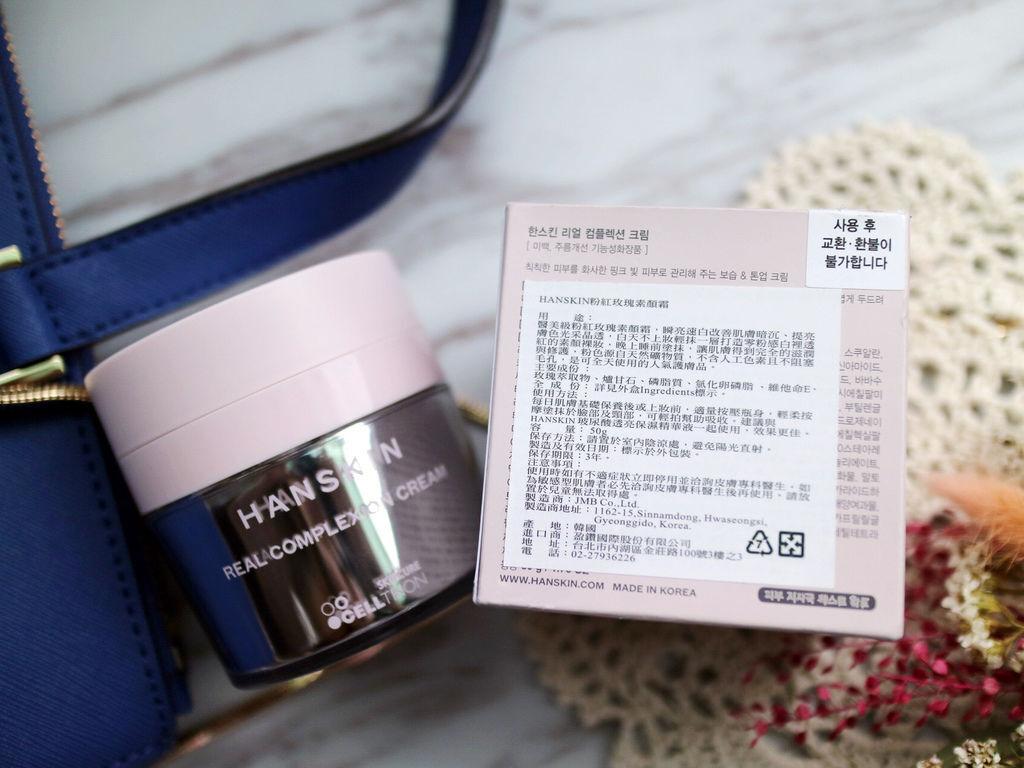 HANSKIN
REAL COMPLEXION CREAM
SKINCURE
CELLTRION
한스킨 리얼 컴플렉션 크림
[ 미백, 주름개선 기능성화장품 ]
칙칙한 피부를 화사한 핑크 빛 피부로 관리해 주는 보습 & 톤업 크림
사용 후
교환·환불이
불가합니다
HANSKIN粉紅玫瑰素顏霜
用 途:
醫美級粉紅玫瑰素顏霜,瞬亮速白改善肌膚暗沉、提亮
膚色光采晶透,白天不上妝輕抹一層打造零粉感白裡透
紅的素顏裸妝,晚上睡前塗抹,讓肌膚得到完全的滋潤
與修護,粉色源自天然礦物質,不含人工色素且不阻塞
毛孔,是可全天使用的人氣護膚品。
主要成份:
玫瑰萃取物、爐甘石、磷脂質、氫化卵磷脂、維他命E。
全 成 份:詳見外盒Ingredients標示。
使用方法:
每日肌膚基礎保養後或上妝前,適量按壓瓶身,輕柔按
摩塗抹於臉部及頸部,可輕拍幫助吸收。建議與
HANSKIN玻尿酸透亮保濕精華液一起使用,效果更佳。
容 量:50g
保存方法:請置於室內陰涼處,避免陽光直射。
製造及有效日期:標示於外包裝。
保存期限:3年。
注意事項:
使用時如有不適症狀立即停用並洽詢皮膚專科醫生,如
為敏感型肌膚者必先洽詢皮膚專科醫生後再使用、請放
置於兒童無法取得處。
製造商:JMB Co.,Ltd.
製造商地址:1162-15,Sinnamdong, Hwaseongsi,
Gyeonggido, Korea.
產 地:韓國
進口商:盈鑽國際股份有限公司
地 址:台北市內湖區金莊路100號3樓之3
電 話:02-27936226
WWW.HANSKIN.COM MADE IN KOREA
피부 저자극 테스트 완료